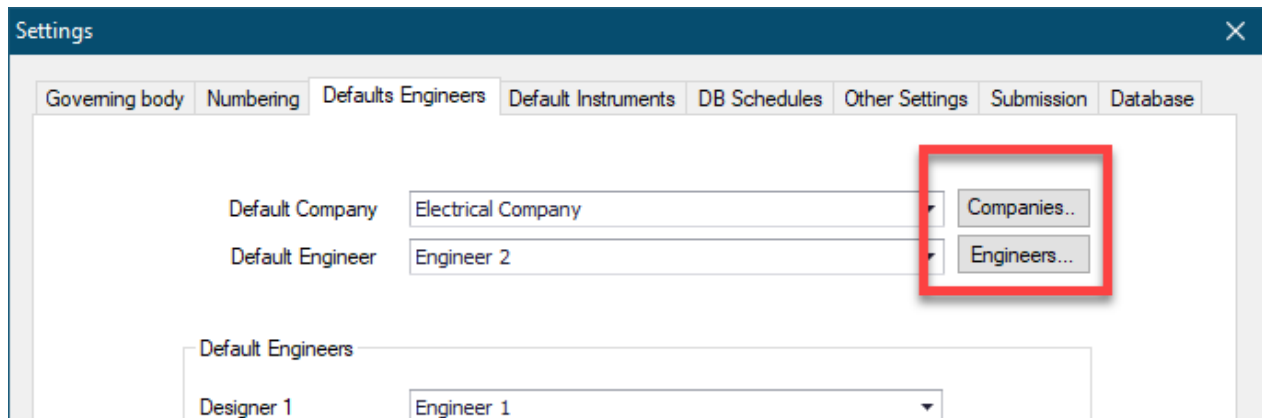 Settings
Governing body Numbering Defaults Engineers Default Instruments DB Schedules Other Settings Submission Database
Default Company Electrical Company Companies..
Default Engineer Engineer 2 Engineers...
Default Engineers
Designer 1 Engineer 1